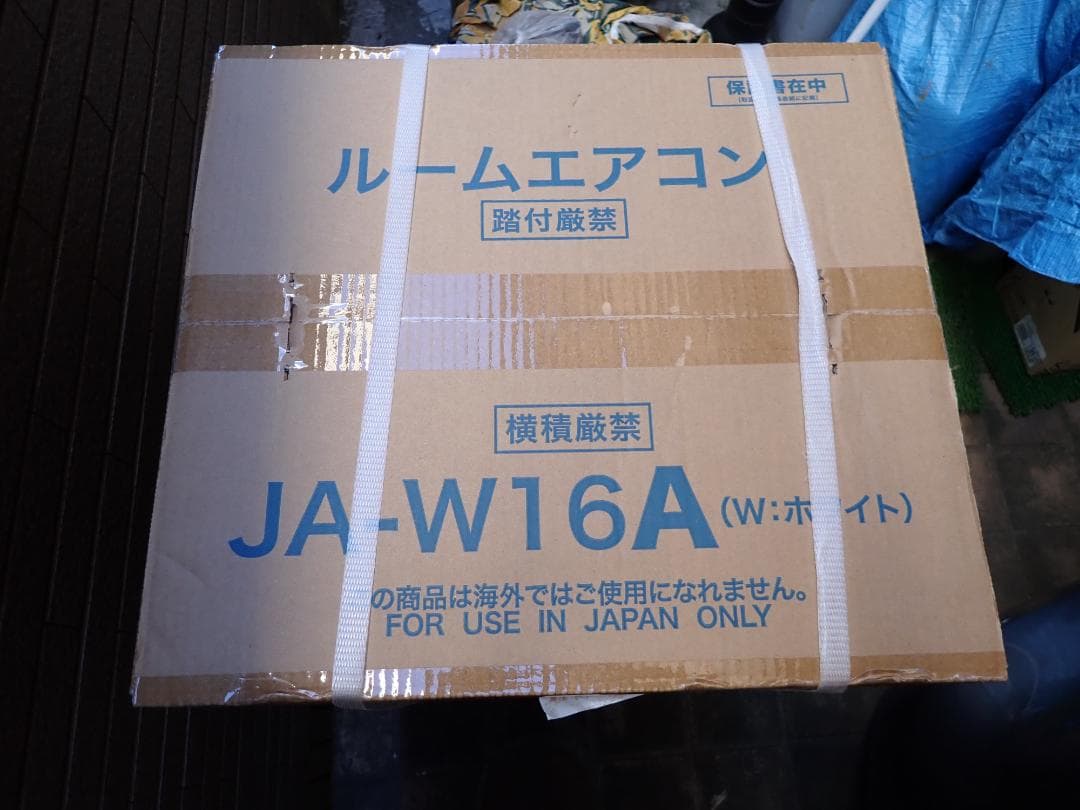 保 書在中
ルームエアコン
踏付厳禁
横積厳禁
JA-W16A (W:ホ イト)
の商品は海外ではご使用になれません。
FOR USE IN JAPAN ONLY